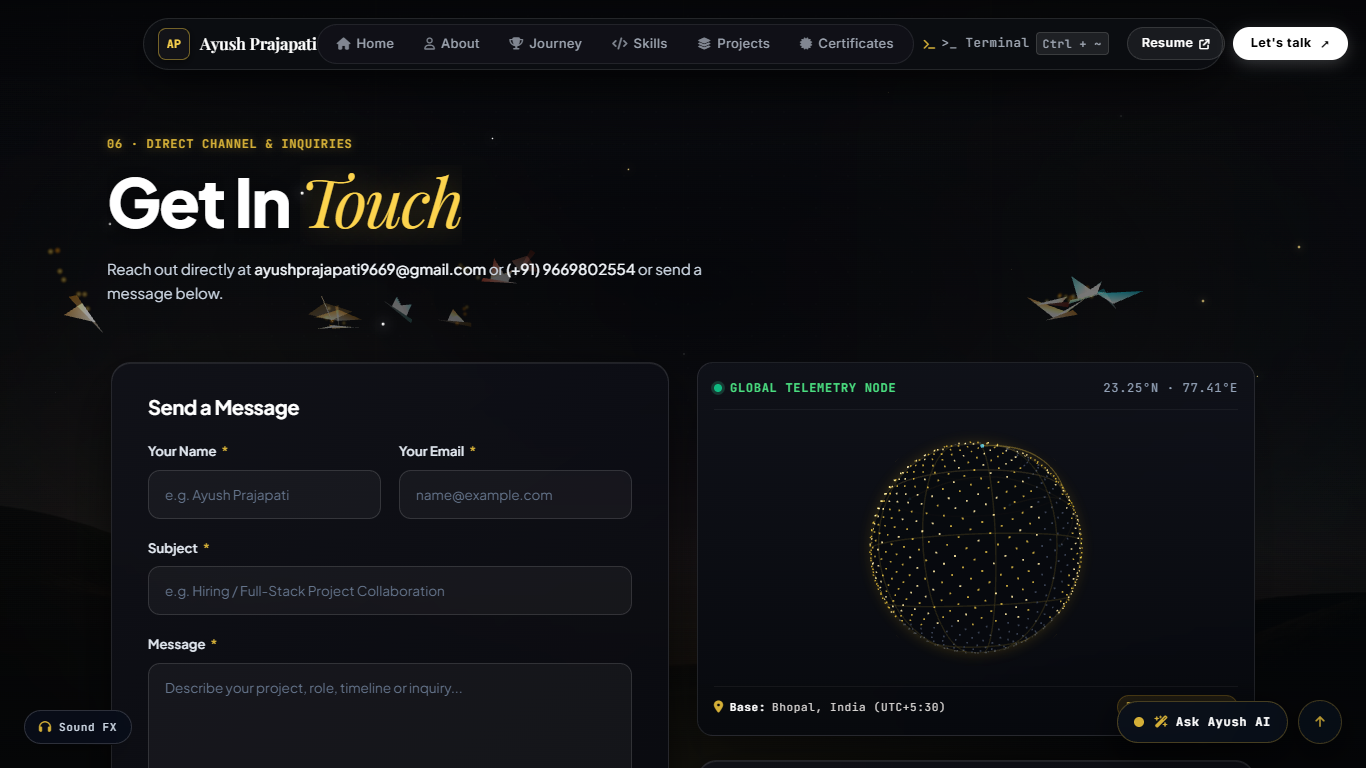 AP Ayush Prajapati Home About Journey Skills Projects Certificates >_ Terminal Ctrl + ~ Resume Let's talk ↗
06 · DIRECT CHANNEL & INQUIRIES
Get In Touch
Reach out directly at ayushprajapati9669@gmail.com or (+91) 9669802554 or send a
message below.
Send a Message
Your Name *
Your Email *
e.g. Ayush Prajapati
name@example.com
Subject *
e.g. Hiring / Full-Stack Project Collaboration
Message *
Describe your project, role, timeline or inquiry...
GLOBAL TELEMETRY NODE
23.25°N · 77.41°E
Base: Bhopal, India (UTC+5:30)
Sound FX
Ask Ayush AI